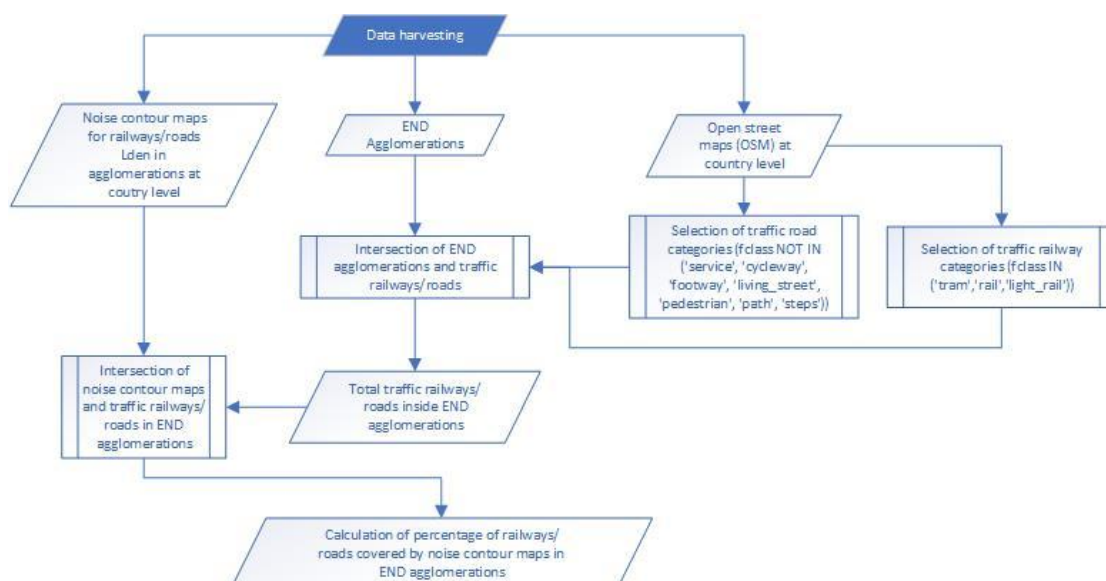 Data harvesting
Noise contour maps
for railways/roads
Lden in
agglomerations at
coutry level
END
Agglomerations
Open street
maps (OSM) at
country level
Intersection of END
agglomerations and traffic
railways/roads
Selection of traffic road
categories (fclass NOT IN
('service', 'cycleway',
'footway', 'living_street',
'pedestrian', 'path', 'steps'))
Selection of traffic railway
categories (fclass IN
('tram','rail','light_rail'))
Intersection of
noise contour maps
and traffic railways/
roads in END
agglomerations
Total traffic railways/
roads inside END
agglomerations
Calculation of percentage of railways/
roads covered by noise contour maps in
END agglomerations